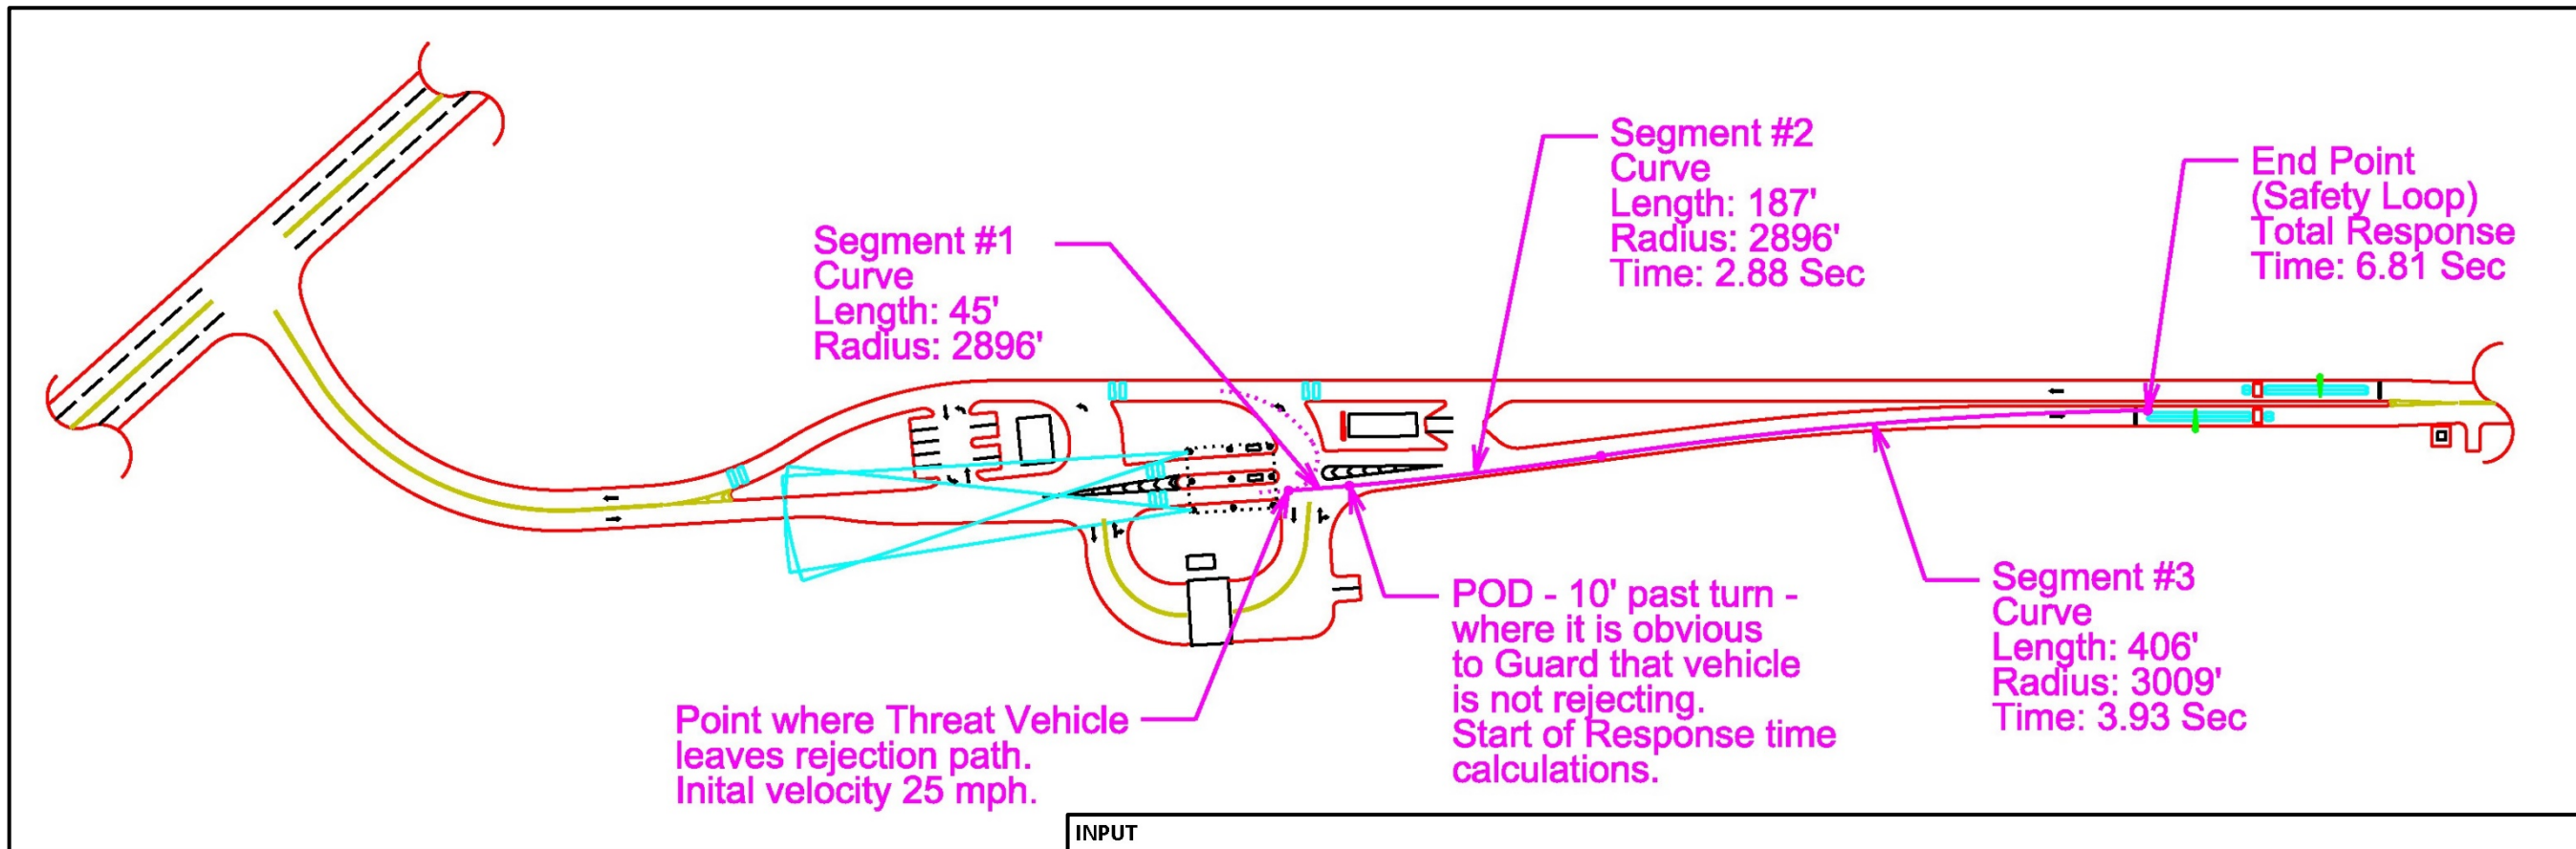 Segment #2
Curve
Length: 187'
Radius: 2896'
Time: 2.88 Sec
End Point
(Safety Loop)
Total Response
Time: 6.81 Sec
Segment #1
Curve
Length: 45'
Radius: 2896'
Segment #3
Curve
Length: 406'
Radius: 3009'
Time: 3.93 Sec
POD - 10' past turn -
where it is obvious
to Guard that vehicle
is not rejecting.
Start of Response time
calculations.
Point where Threat Vehicle
leaves rejection path.
Inital velocity 25 mph.
INPUT